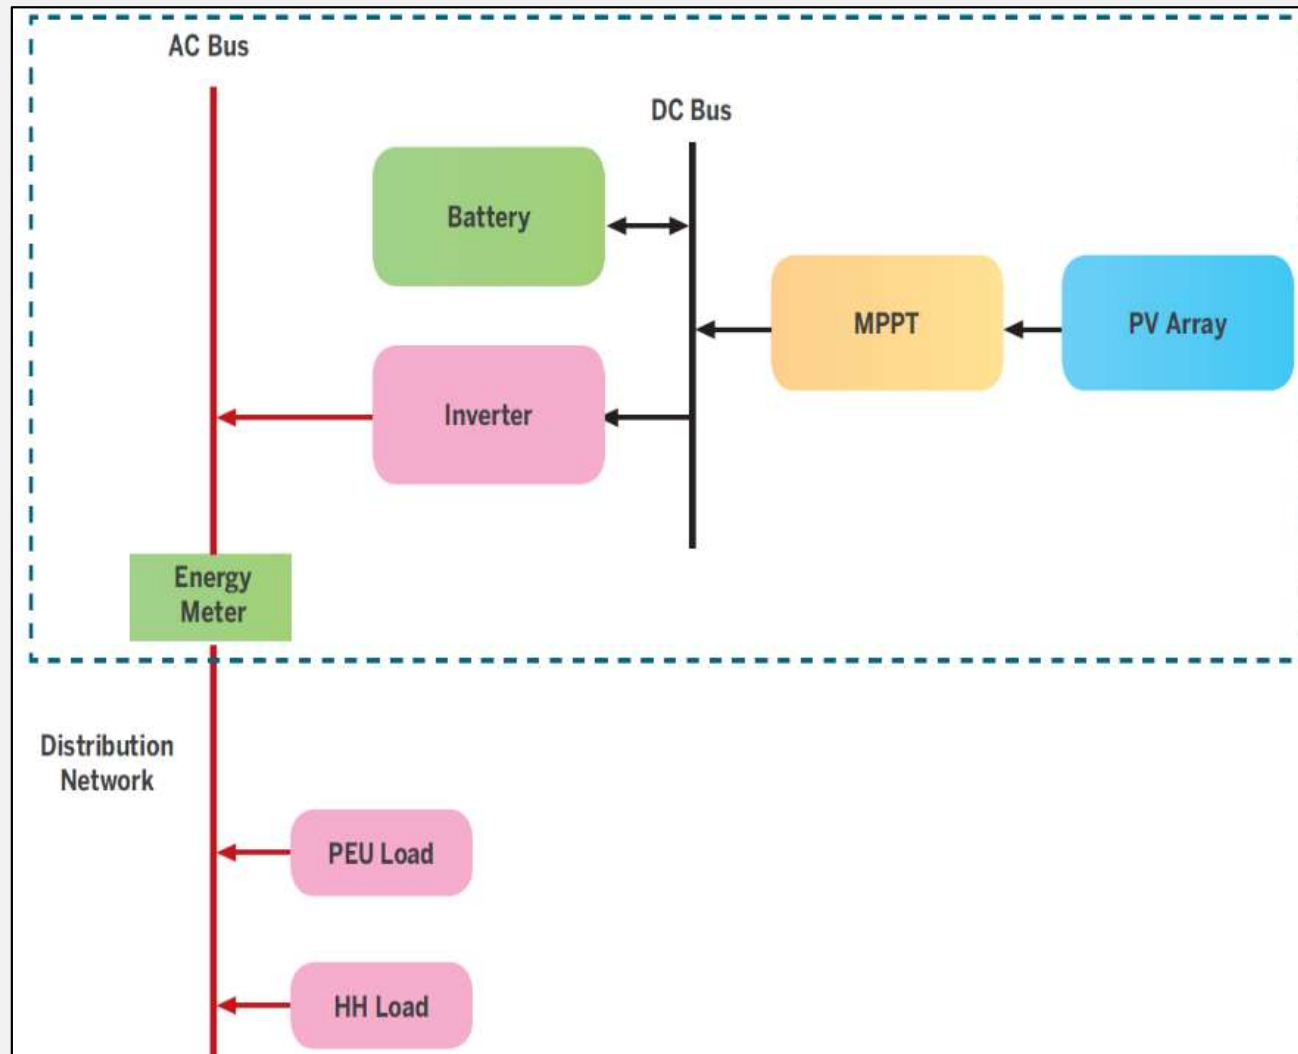 AC Bus
DC Bus
Battery
MPPT
PV Array
Inverter
Energy
Meter
Distribution
Network
PEU Load
HH Load